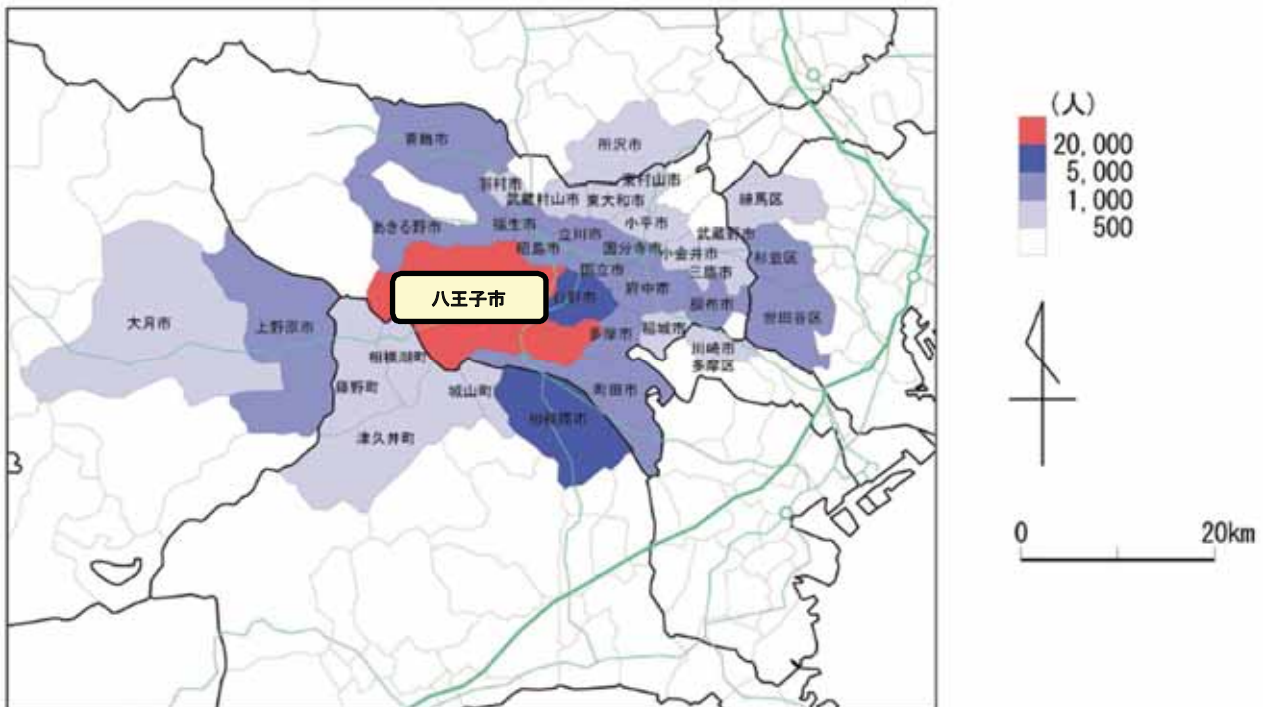 青梅市
所沢市
羽村市
東村山市
武蔵村山市
東大和市
練馬区
あきる野市
福生市
立川市
小平市
武蔵野市
昭島市
国分寺市
小金井市
杉並区
国立市
三鷹市
八王子市
日野市
府中市
調布市
大月市
上野原市
多摩市
稲城市
世田谷区
相模湖町
川崎市
多摩区
藤野町
城山町
町田市
相模原市
津久井町
(人)
20,000
5,000
1,000
500
0
20km